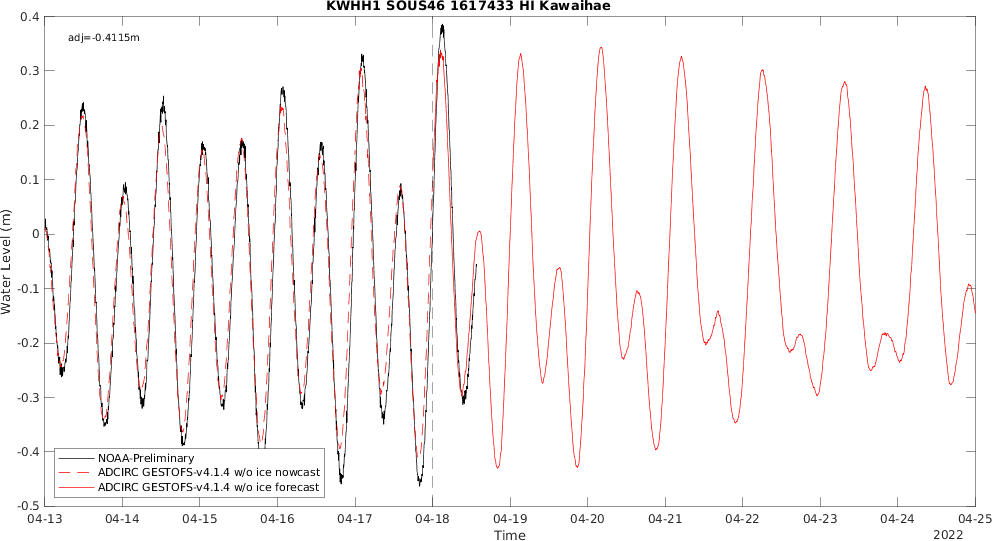 KWHH1 SOUS46 1617433 HI Kawaihae
adj=-0.4115m
0.4
0.3
0.2
0.1
0
-0.1
-0.2
-0.3
-0.4
-0.5
Water Level (m)
NOAA-Preliminary
ADCIRC GESTOFS-v4.1.4 w/o ice nowcast
ADCIRC GESTOFS-v4.1.4 w/o ice forecast
04-13 04-14 04-15 04-16 04-17 04-18 04-19 04-20 04-21 04-22 04-23 04-24 04-25
Time
2022